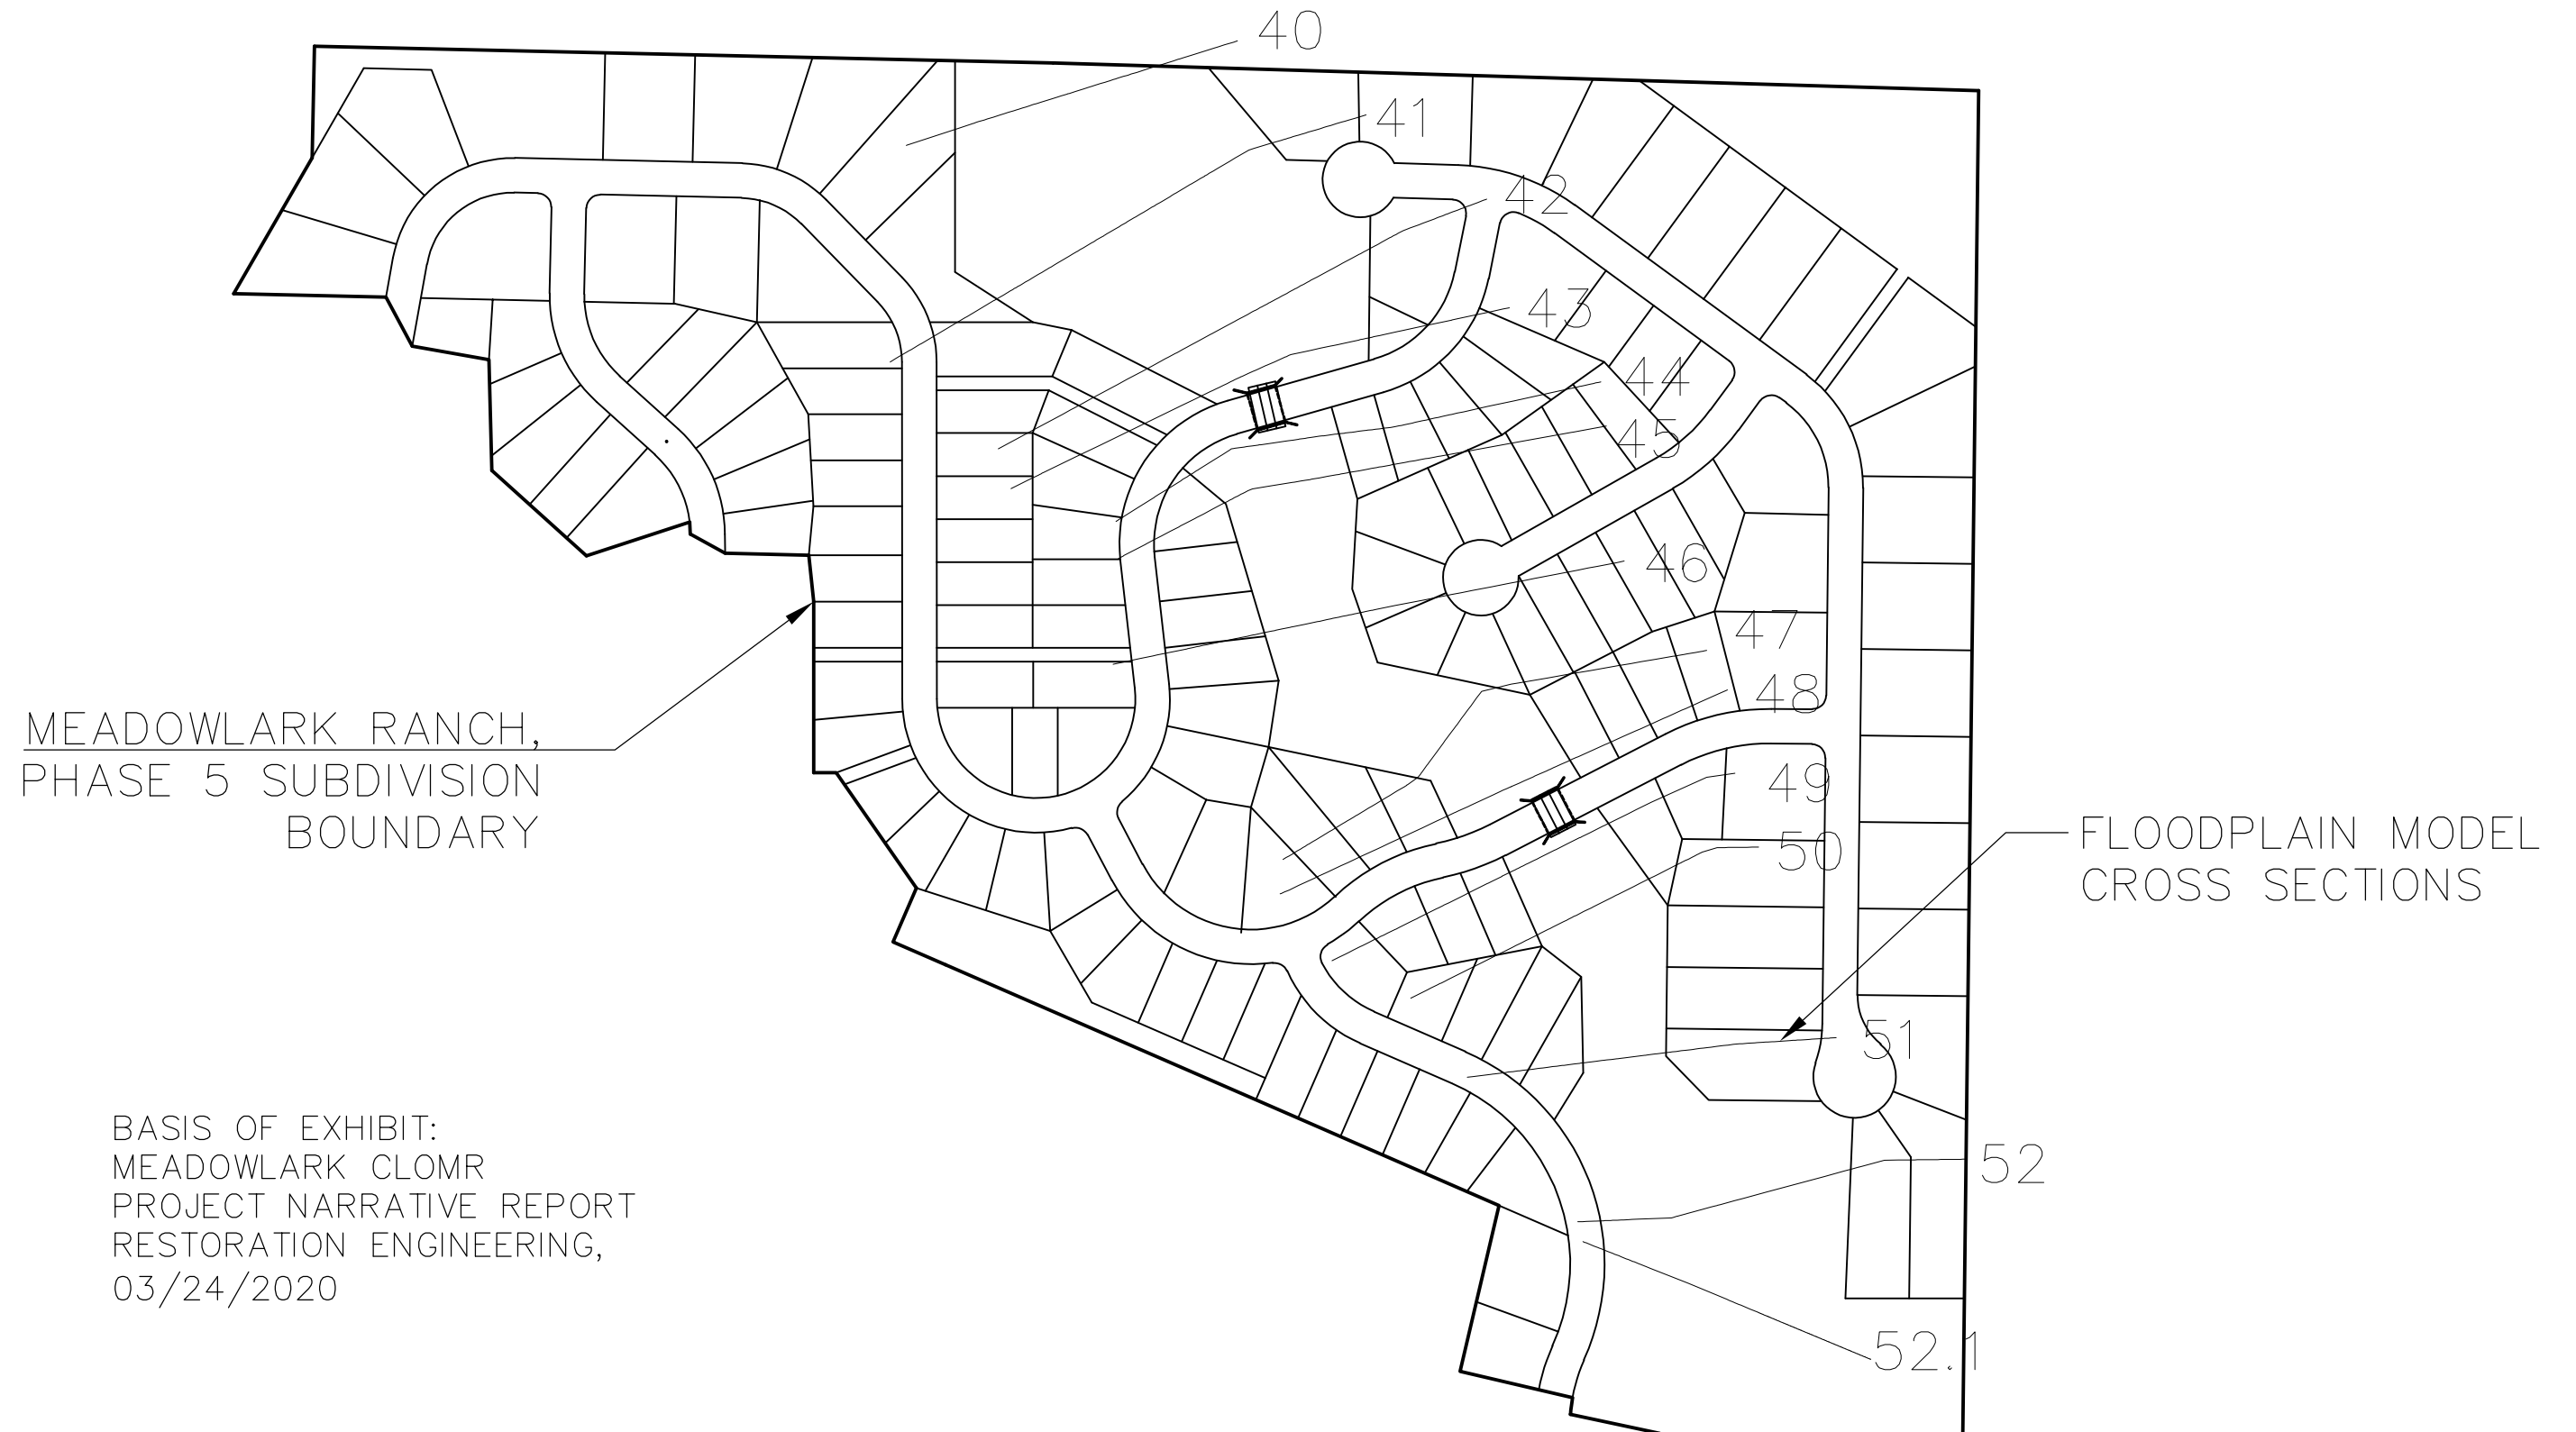 40
41
42
43
44
45
46
47
48
49
50
51
52
52.1
MEADOWLARK RANCH,
PHASE 5 SUBDIVISION
BOUNDARY
FLOODPLAIN MODEL
CROSS SECTIONS
BASIS OF EXHIBIT:
MEADOWLARK CLOMR
PROJECT NARRATIVE REPORT
RESTORATION ENGINEERING,
03/24/2020